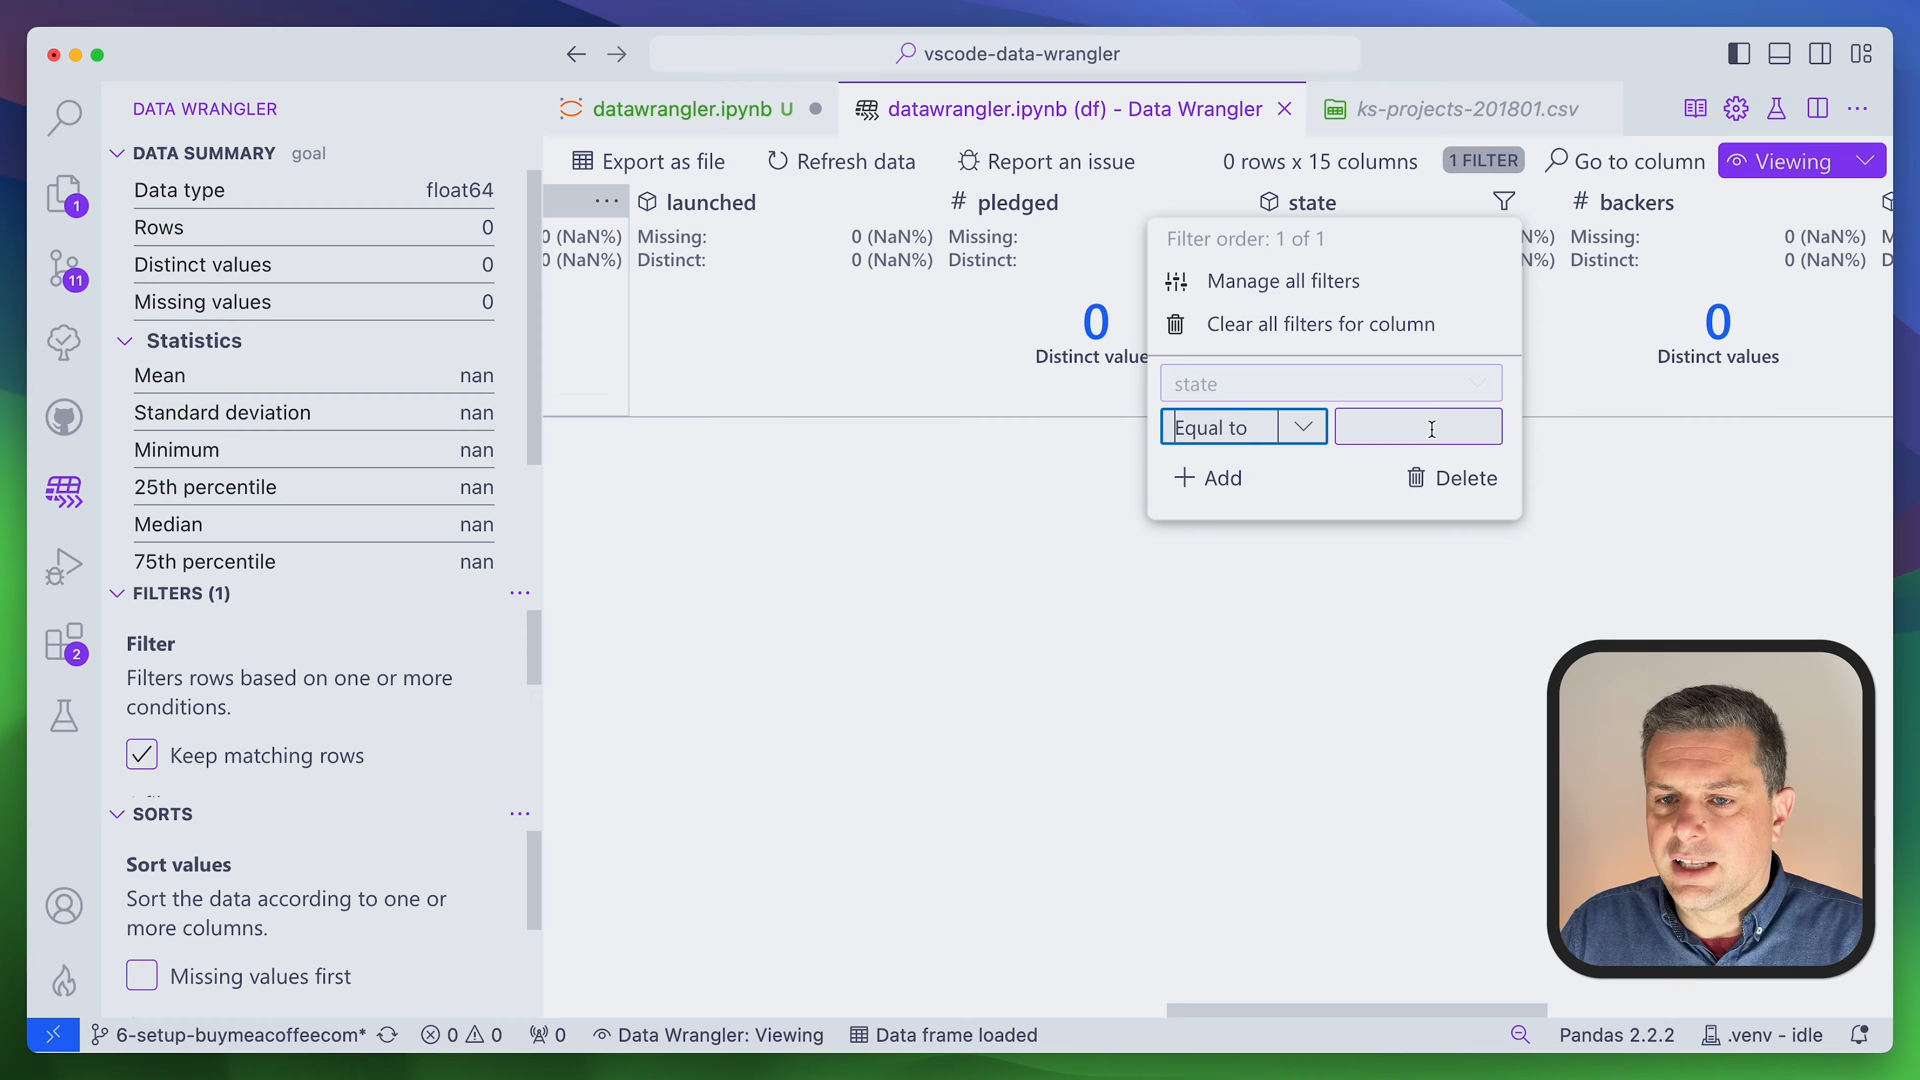 vscode-data-wrangler
DATA WRANGLER
datawrangler.ipynb U
datawrangler.ipynb (df) - Data Wrangler
ks-projects-201801.csv
DATA SUMMARY goal
Data type float64
Rows 0
Distinct values 0
Missing values 0
Statistics
Mean nan
Standard deviation nan
Minimum nan
25th percentile nan
Median nan
75th percentile nan
FILTERS (1)
Filter
Filters rows based on one or more
conditions.
Keep matching rows
SORTS
Sort values
Sort the data according to one or
more columns.
Missing values first
1
11
2
Export as file
Refresh data
Report an issue
0 rows x 15 columns
1 FILTER
Go to column
Viewing
launched
# pledged
state
# backers
0 (NaN%)
0 (NaN%)
Missing: 0 (NaN%)
Distinct: 0 (NaN%)
Missing:
Distinct:
N%)
N%)
Missing: 0 (NaN%)
Distinct: 0 (NaN%)
M
D
0
Distinct value
0
Distinct values
Filter order: 1 of 1
Manage all filters
Clear all filters for column
state
Equal to
Add
Delete
6-setup-buymeacoffeecom*
0 0
0
Data Wrangler: Viewing
Data frame loaded
Pandas 2.2.2
.venv - idle